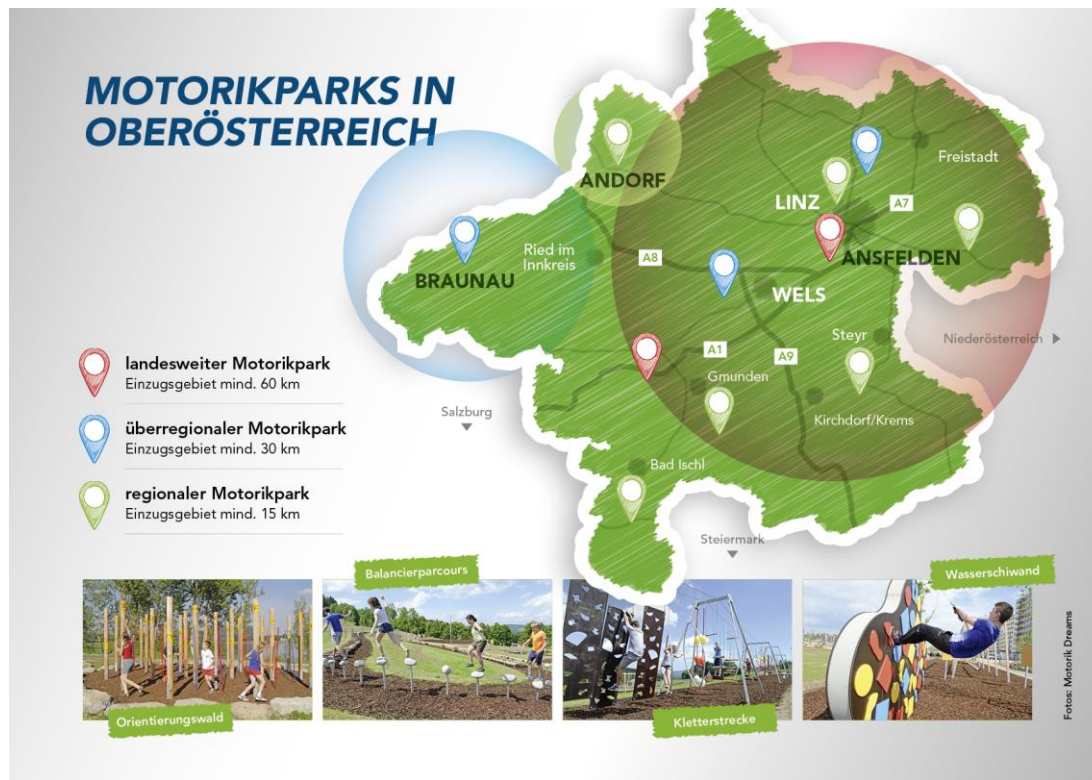 MOTORIKPARKS IN
OBERÖSTERREICH
ANDORF
LINZ
Freistadt
A7
BRAUNAU
Ried im
Innkreis
A8
ANSFELDEN
WELS
Steyr
Niederösterreich
A1
A9
Gmunden
Kirchdorf/Krems
Salzburg
Bad Ischl
Steiermark
landesweiter Motorikpark
Einzugsgebiet mind. 60 km
überregionaler Motorikpark
Einzugsgebiet mind. 30 km
regionaler Motorikpark
Einzugsgebiet mind. 15 km
Orientierungswald
Balancierparcours
Kletterstrecke
Wasserschiwand
Fotos: Motorik Dreams